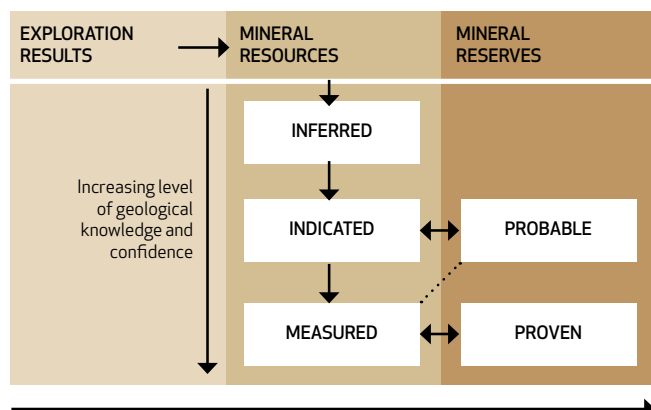 EXPLORATION
RESULTS
MINERAL
RESOURCES
MINERAL
RESERVES
INFERRED
Increasing level
of geological
knowledge and
confidence
INDICATED
PROBABLE
MEASURED
PROVEN